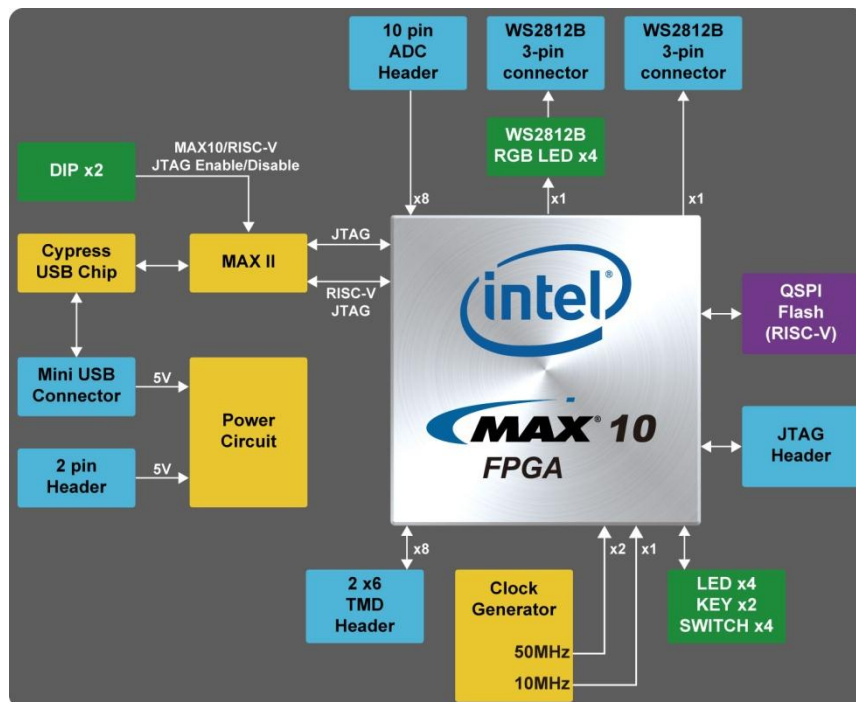 10 pin
ADC
Header
WS2812B
3-pin
connector
WS2812B
3-pin
connector
WS2812B
RGB LED x4
MAX10/RISC-V
JTAG Enable/Disable
DIP x2
x8
x1
x1
JTAG
Cypress
USB Chip
MAX II
RISC-V
JTAG
intel®
QSPI
Flash
(RISC-V)
Mini USB
Connector
5V
Power
Circuit
MAX® 10
FPGA
JTAG
Header
2 pin
Header
5V
x8
x2
x1
2 x6
TMD
Header
Clock
Generator
50MHz
10MHz
LED x4
KEY x2
SWITCH x4